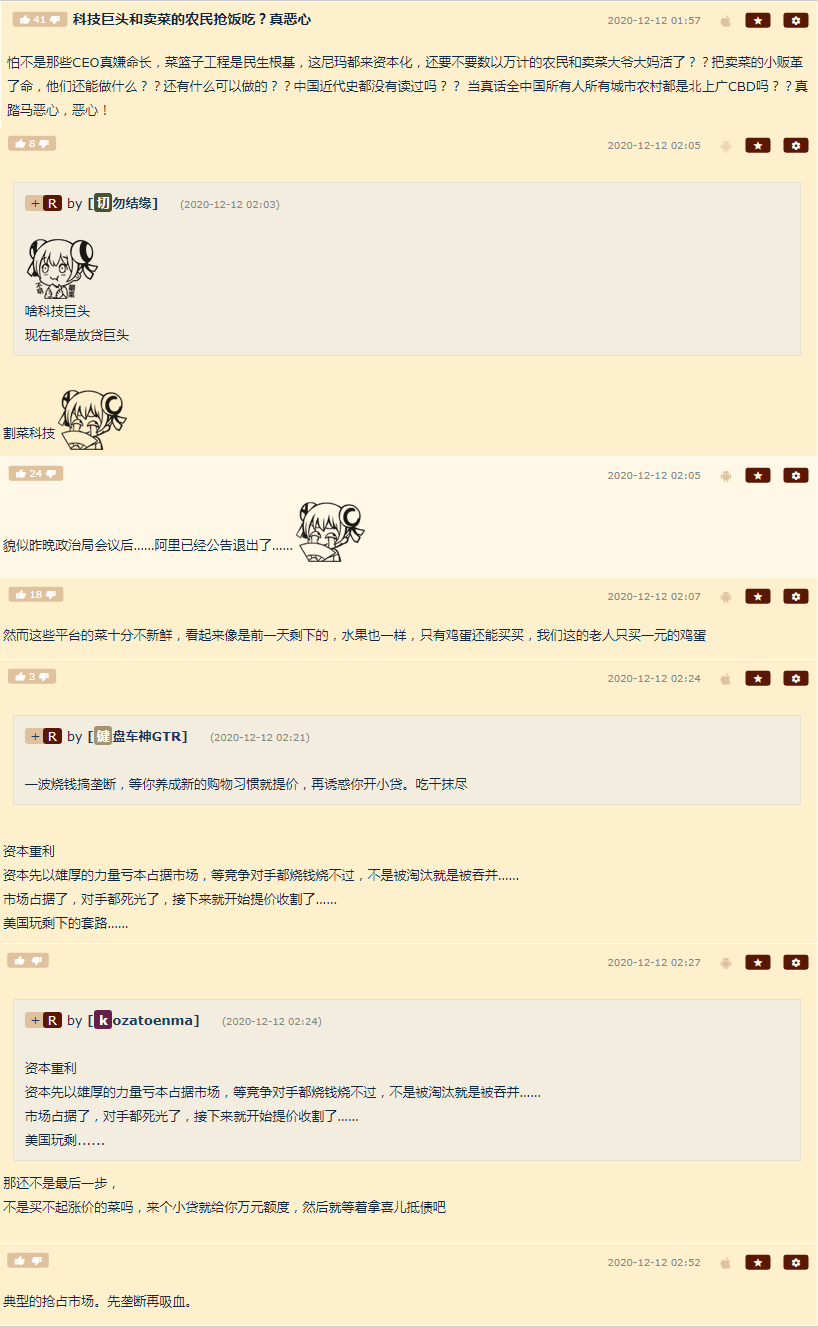 41 科技巨头和卖菜的农民抢饭吃？真恶心 2020-12-12 01:57
怕不是那些CEO真嫌命长，菜篮子工程是民生根基，这尼玛都来资本化，还要不要数以万计的农民和卖菜大爷大妈活了？？把卖菜的小贩革
了命，他们还能做什么？？还有什么可以做的？？中国近代史都没有读过吗？？ 当真话全中国所有人所有城市农村都是北上广CBD吗？？真
踏马恶心，恶心！
8 2020-12-12 02:05
+ R by [切勿结缘] (2020-12-12 02:03)
啥科技巨头
现在都是放贷巨头
割菜科技
24 2020-12-12 02:05
貌似昨晚政治局会议后……阿里已经公告退出了……
18 2020-12-12 02:07
然而这些平台的菜十分不新鲜，看起来像是前一天剩下的，水果也一样，只有鸡蛋还能买买，我们这的老人只买一元的鸡蛋
3 2020-12-12 02:24
+ R by [键盘车神GTR] (2020-12-12 02:21)
一波烧钱搞垄断，等你养成新的购物习惯就提价，再诱惑你开小贷。吃干抹尽
资本重利
资本先以雄厚的力量亏本占据市场，等竞争对手都烧钱烧不过，不是被淘汰就是被吞并……
市场占据了，对手都死光了，接下来就开始提价收割了……
美国玩剩下的套路……
2020-12-12 02:27
+ R by [kozatoenma] (2020-12-12 02:24)
资本重利
资本先以雄厚的力量亏本占据市场，等竞争对手都烧钱烧不过，不是被淘汰就是被吞并……
市场占据了，对手都死光了，接下来就开始提价收割了……
美国玩剩……
那还不是最后一步，
不是买不起涨价的菜吗，来个小贷就给你万元额度，然后就等着拿喜儿抵债吧
2020-12-12 02:52
典型的抢占市场。先垄断再吸血。